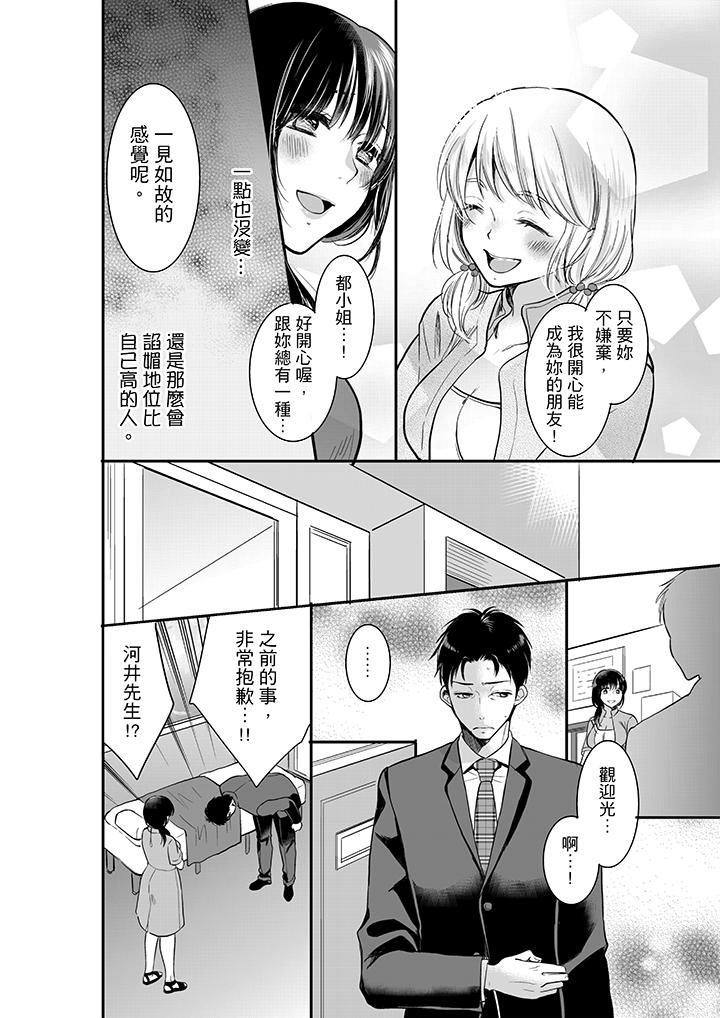 只要妳
不嫌棄，
我很開心能
成為妳的朋友！
都小姐…！
好開心喔，
跟妳總有一種…
一點也沒變…
一見如故的
感覺呢。
還是那麼會
諂媚地位比
自己高的人。
觀迎光…
啊…！
……
之前的事，
非常抱歉…!!
河井先生!?